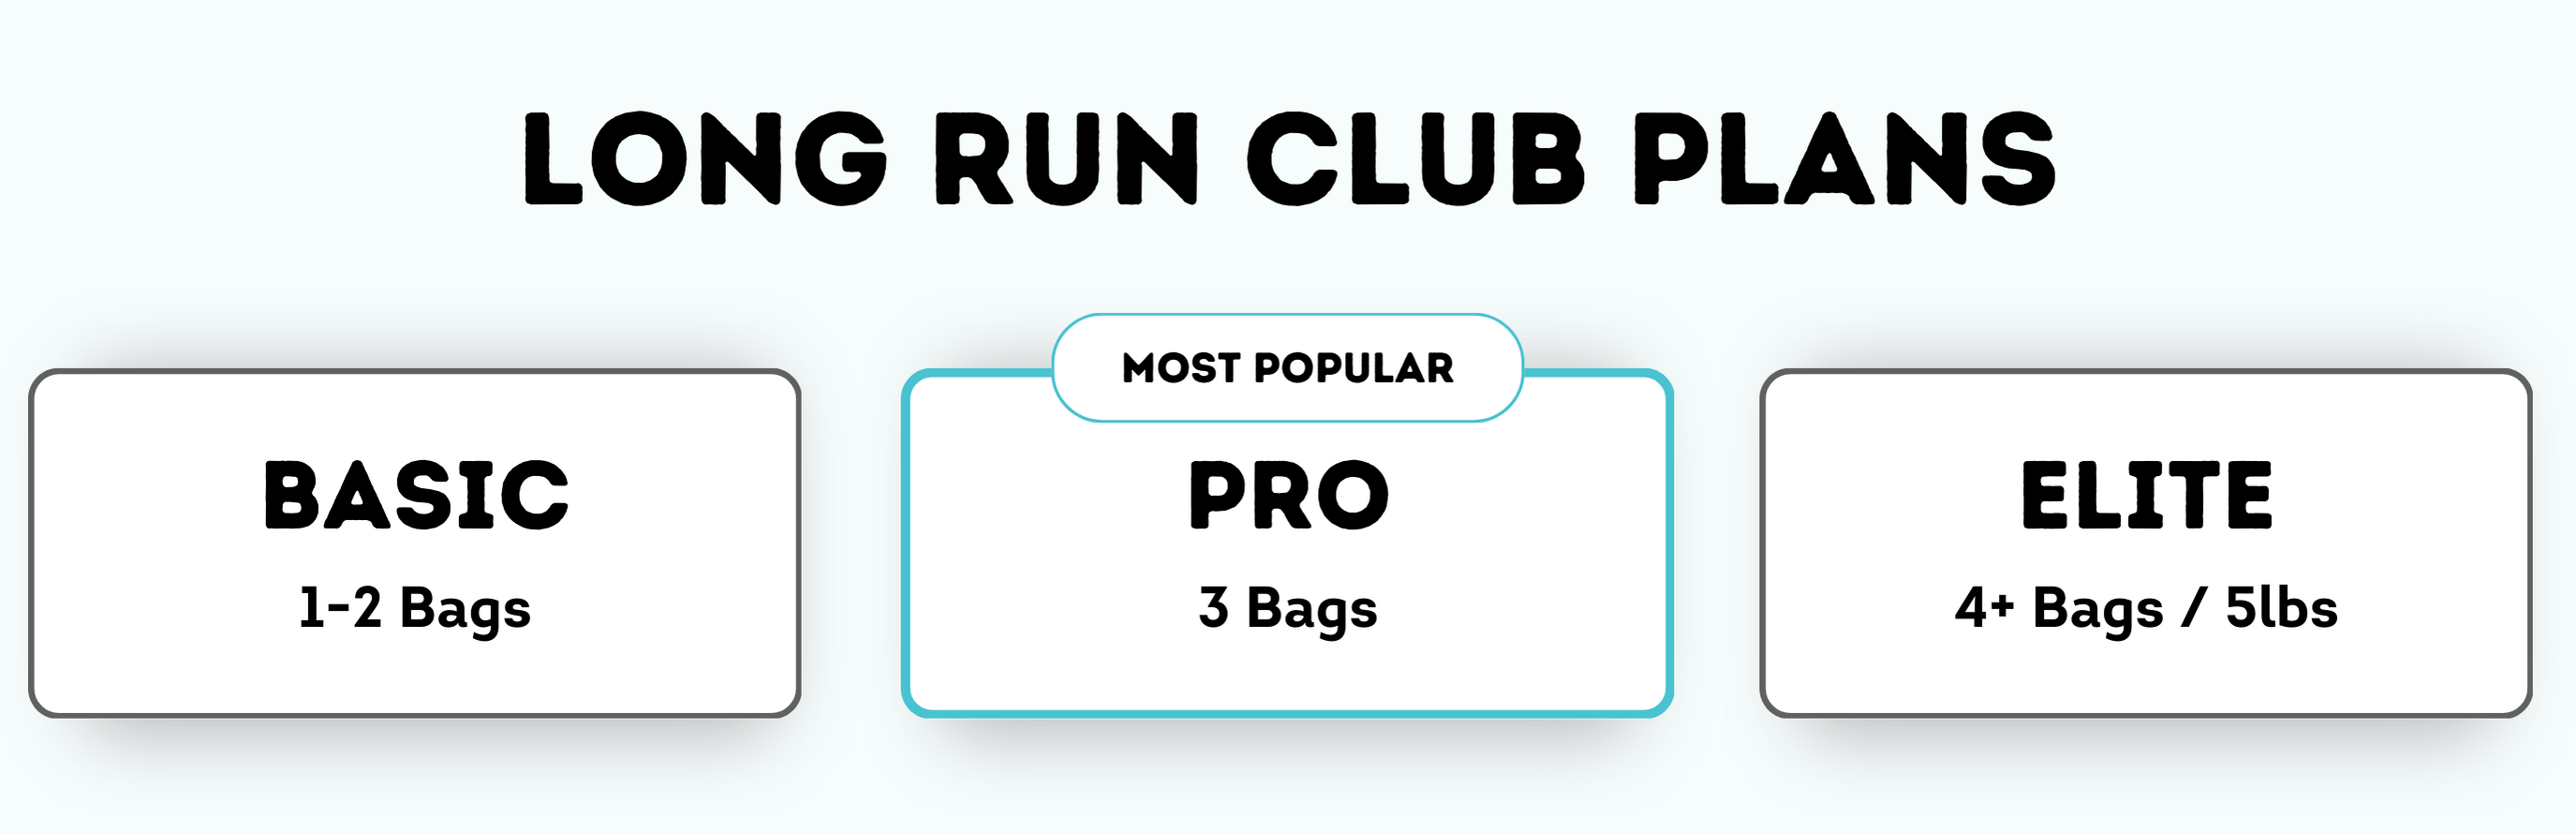 LONG RUN CLUB PLANS
MOST POPULAR
BASIC
1-2 Bags
PRO
3 Bags
ELITE
4+ Bags / 5lbs